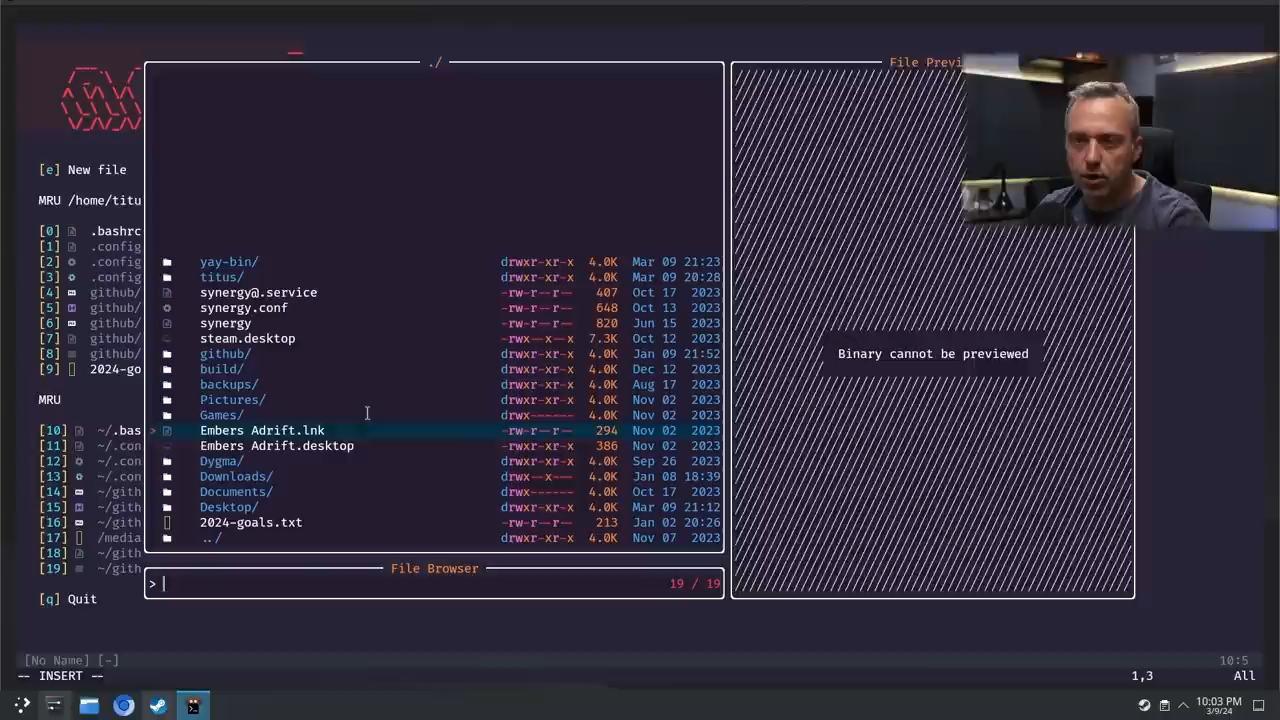 ./
File Previ
[e] New file
MRU /home/titu
[0] .bashrc
[1] .config
[2] .config
[3] .config
[4] github/
[5] github/
[6] github/
[7] github/
[8] github/
[9] 2024-go
MRU
[10] ~/.bas
[11] ~/.con
[12] ~/.con
[13] ~/.con
[14] ~/gith
[15] ~/gith
[16] ~/gith
[17] /media
[18] ~/gith
[19] ~/gith
[q] Quit
yay-bin/ drwxr-xr-x 4.0K Mar 09 21:23
titus/ drwxr-xr-x 4.0K Mar 09 20:28
synergy@.service -rw-r--r-- 407 Oct 17 2023
synergy.conf -rw-r--r-- 648 Oct 13 2023
synergy -rw-r--r-- 820 Jun 15 2023
steam.desktop -rwx--x--x 7.3K Oct 12 2023
github/ drwxr-xr-x 4.0K Jan 09 21:52
build/ drwxr-xr-x 4.0K Dec 12 2023
backups/ drwxr-xr-x 4.0K Aug 17 2023
Pictures/ drwxr-xr-x 4.0K Nov 02 2023
Games/ drwx------ 4.0K Nov 02 2023
> Embers Adrift.lnk -rw-r--r-- 294 Nov 02 2023
Embers Adrift.desktop -rwxr-xr-x 386 Nov 02 2023
Dygma/ drwxr-xr-x 4.0K Sep 26 2023
Downloads/ drwx--x--- 4.0K Jan 08 18:39
Documents/ drwx------ 4.0K Oct 17 2023
Desktop/ drwxr-xr-x 4.0K Mar 09 21:12
2024-goals.txt -rw-r--r-- 213 Jan 02 20:26
../ drwxr-xr-x 4.0K Nov 07 2023
File Browser
> 19 / 19
Binary cannot be previewed
[No Name] [-] 10:5
-- INSERT -- 1,3 All
10:03 PM
3/9/24